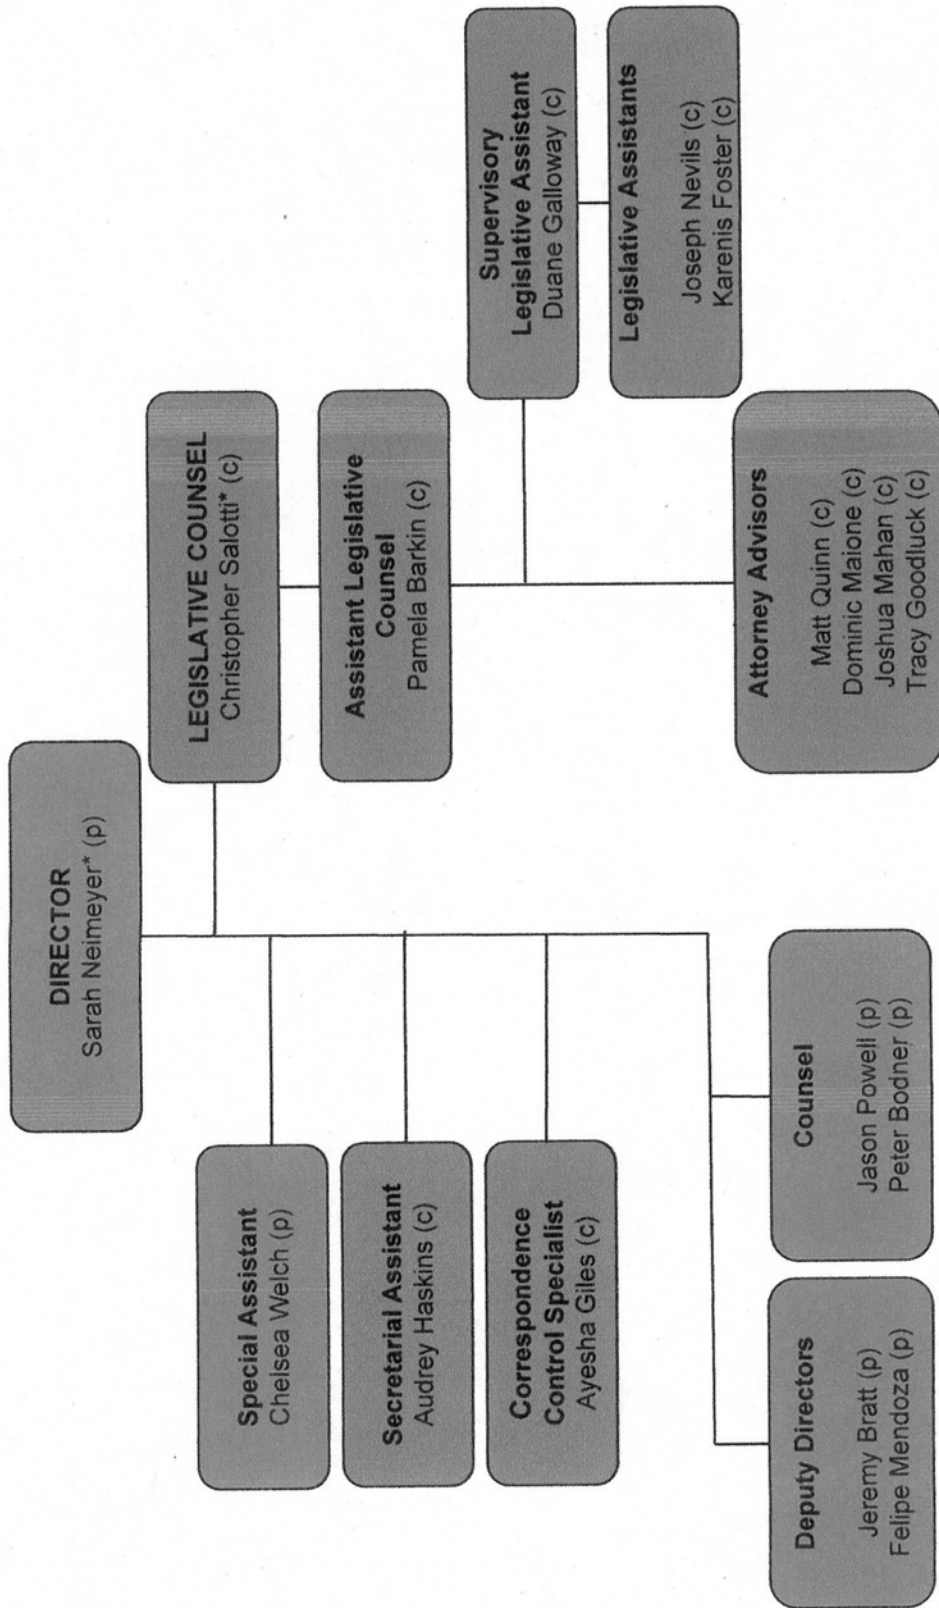 DIRECTOR
Sarah Neimeyer* (p)
LEGISLATIVE COUNSEL
Christopher Salotti* (c)
Special Assistant
Chelsea Welch (p)
Secretarial Assistant
Audrey Haskins (c)
Correspondence
Control Specialist
Ayesha Giles (c)
Assistant Legislative
Counsel
Pamela Barkin (c)
Supervisory
Legislative Assistant
Duane Galloway (c)
Legislative Assistants
Joseph Nevils (c)
Karenis Foster (c)
Deputy Directors
Jeremy Bratt (p)
Felipe Mendoza (p)
Counsel
Jason Powell (p)
Peter Bodner (p)
Attorney Advisors
Matt Quinn (c)
Dominic Maione (c)
Joshua Mahan (c)
Tracy Goodluck (c)